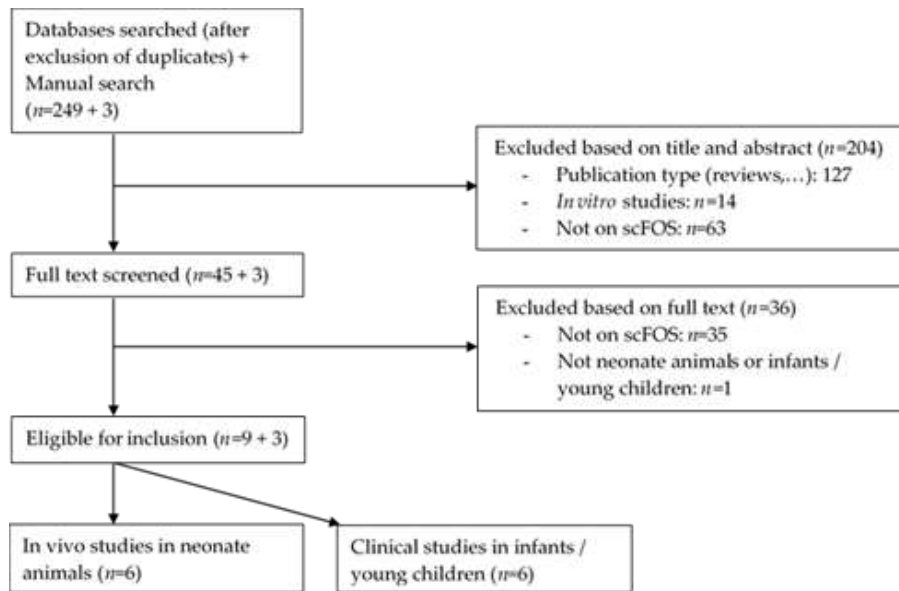 Databases searched (after
exclusion of duplicates) +
Manual search
(n=249 + 3)
Excluded based on title and abstract (n=204)
- Publication type (reviews,…): 127
- In vitro studies: n=14
- Not on scFOS: n=63
Full text screened (n=45 + 3)
Excluded based on full text (n=36)
- Not on scFOS: n=35
- Not neonate animals or infants /
young children: n=1
Eligible for inclusion (n=9 + 3)
In vivo studies in neonate
animals (n=6)
Clinical studies in infants /
young children (n=6)